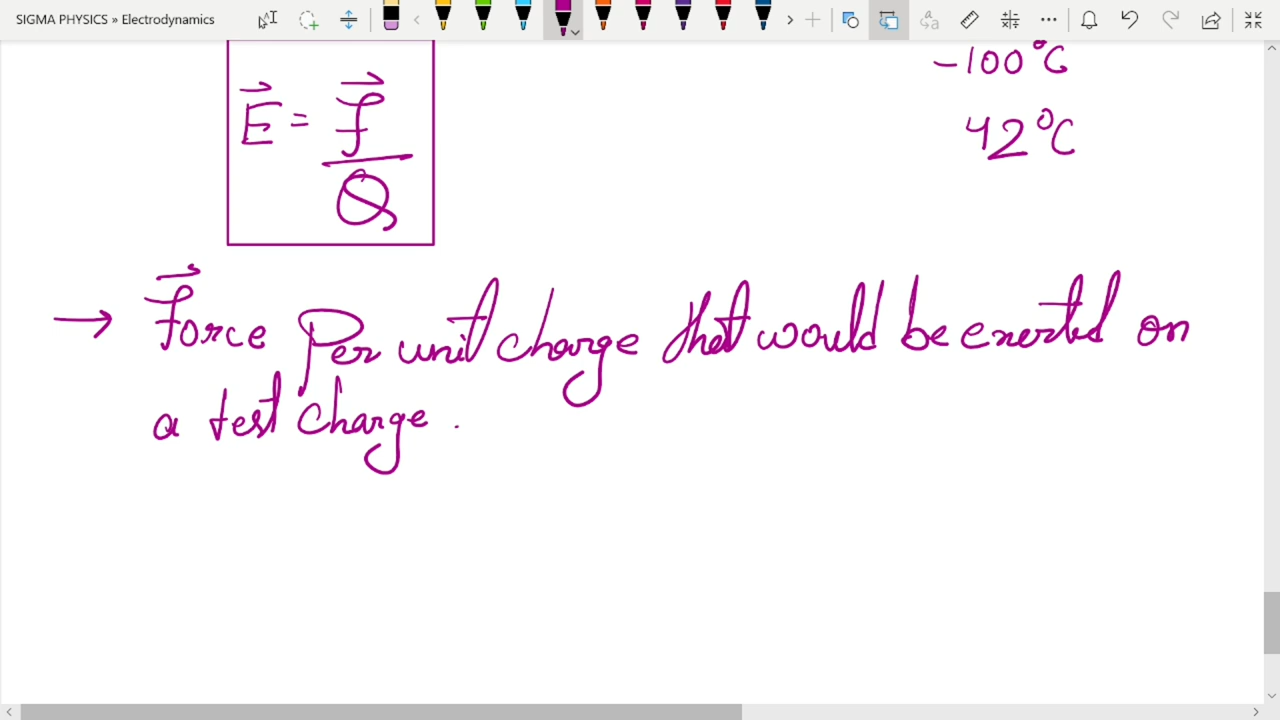 SIGMA PHYSICS » Electrodynamics
-100°C
42°C
E⃗ = f⃗ / Q
→ Force Per unit charge that would be exerted on
a test charge.